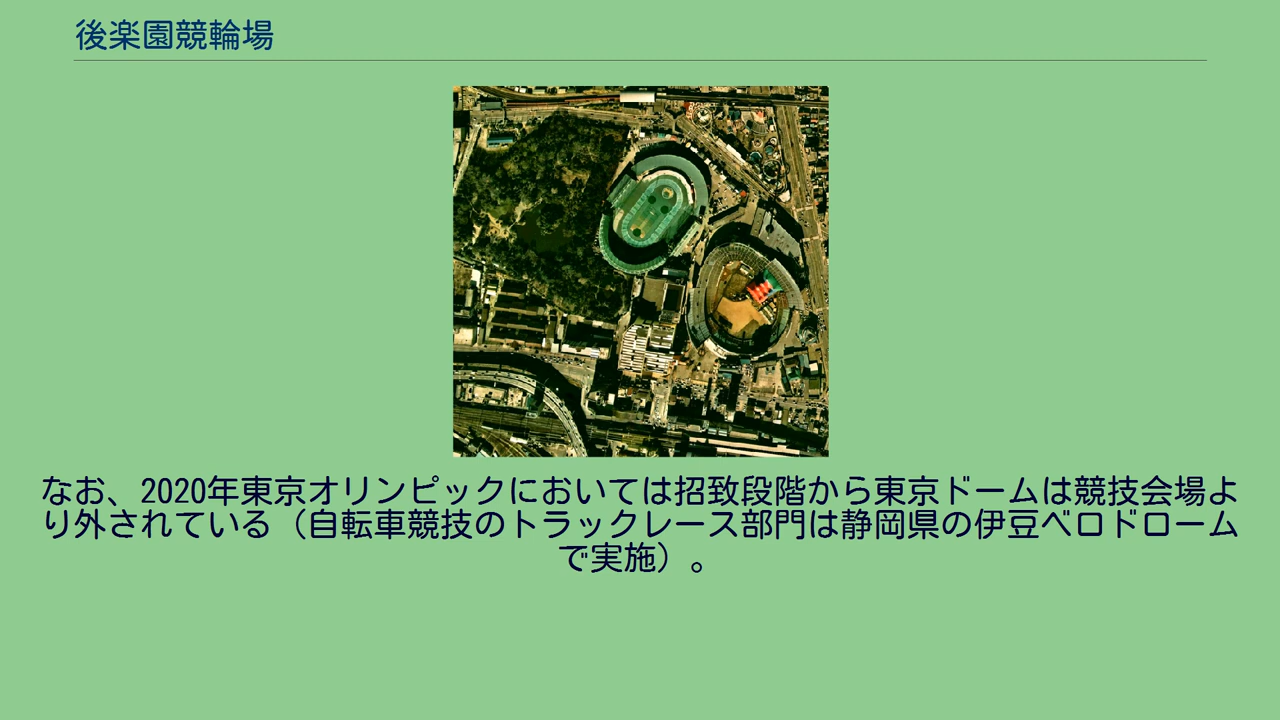 後楽園競輪場
なお、2020年東京オリンピックにおいては招致段階から東京ドームは競技会場よ
り外されている（自転車競技のトラックレース部門は静岡県の伊豆ベロドローム
で実施）。